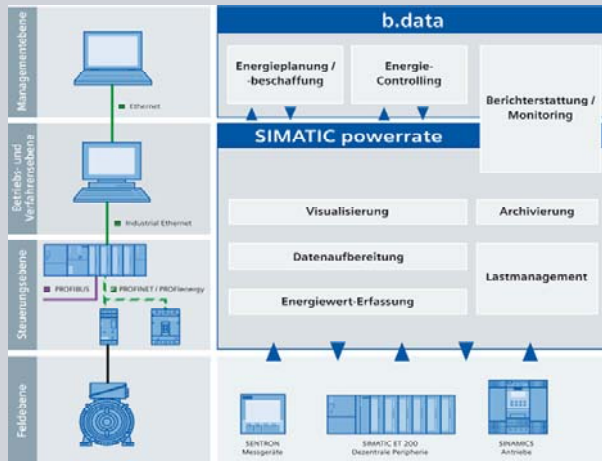 Managementebene
Ethernet
Betriebs- und
Verfahrensebene
Industrial Ethernet
Steuerungsebene
PROFIBUS
PROFINET / PROFIenergy
Feldebene
b.data
Energieplanung /
-beschaffung
Energie-
Controlling
Berichterstattung /
Monitoring
SIMATIC powerrate
Visualisierung
Archivierung
Datenaufbereitung
Lastmanagement
Energiewert-Erfassung
SENTRON
Messgeräte
SIMATIC ET 200
Dezentrale Peripherie
SINAMICS
Antriebe